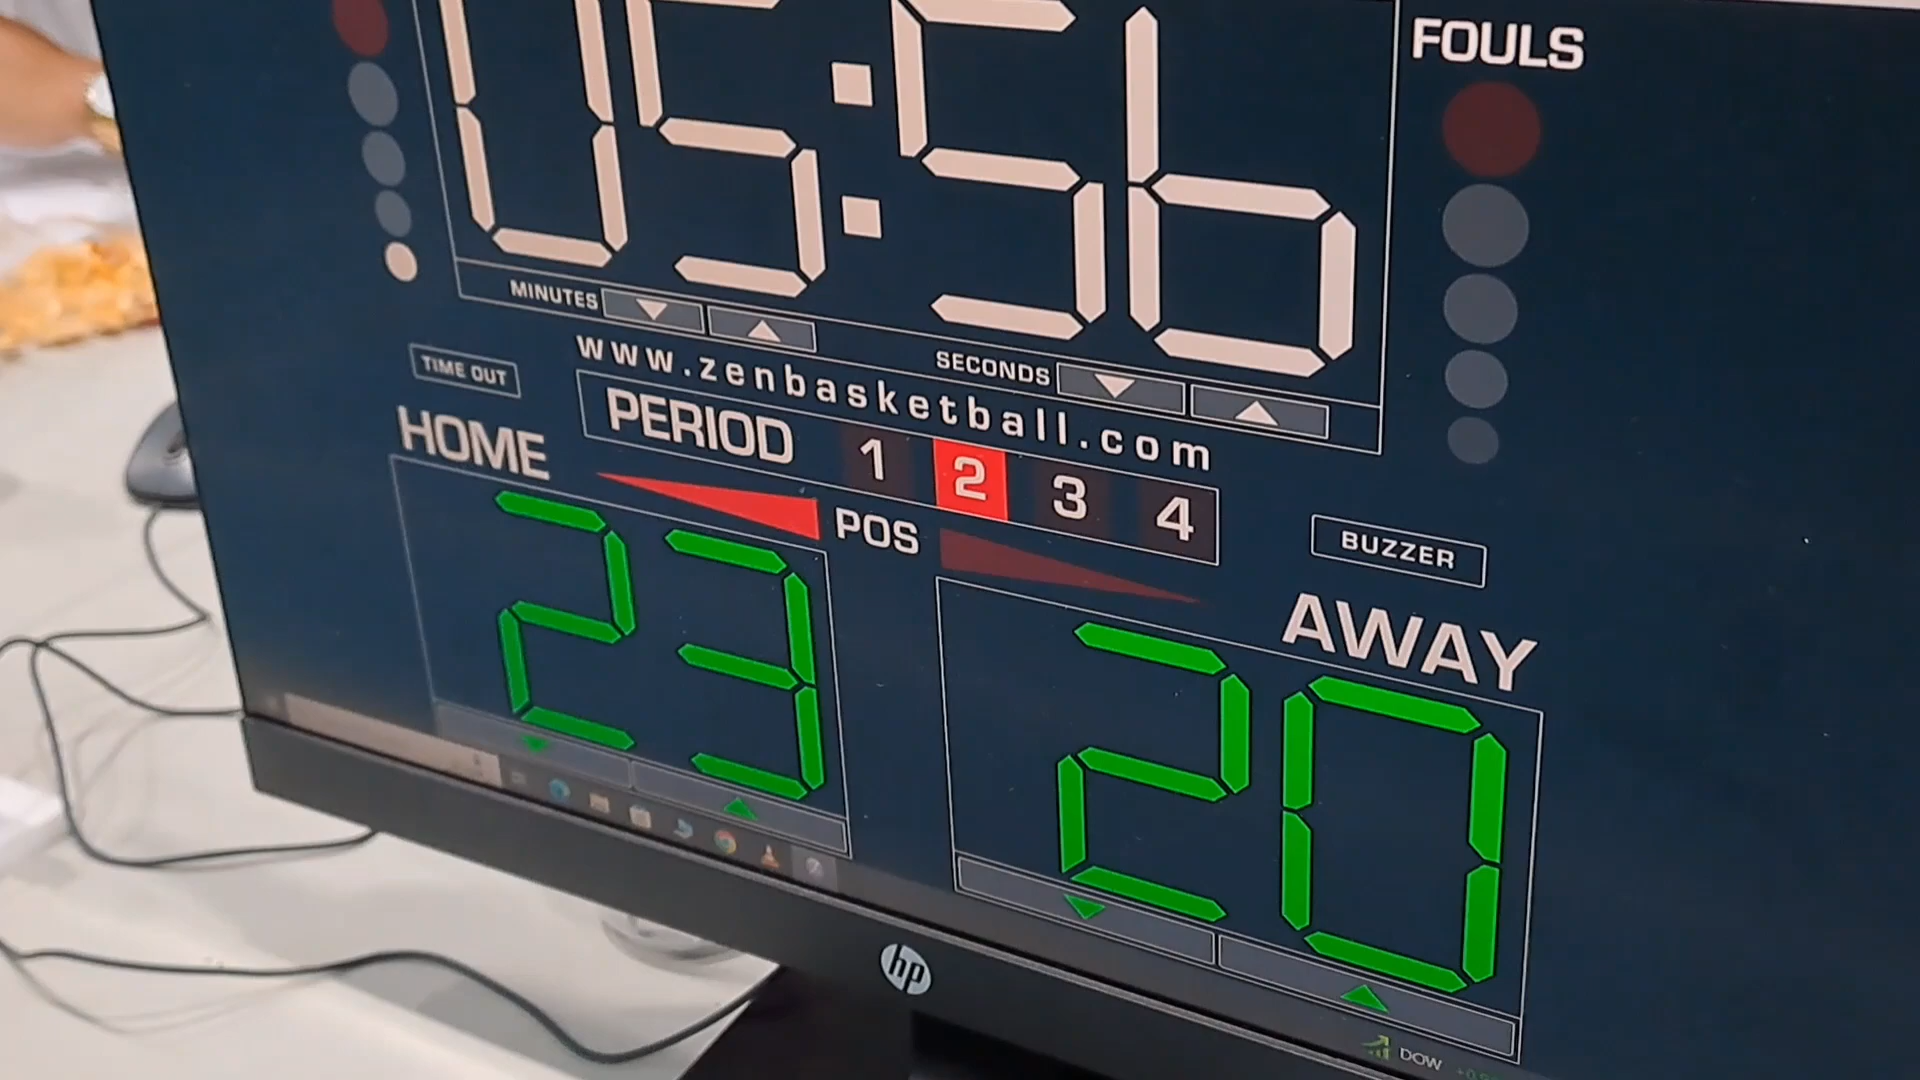 FOULS
05:56
MINUTES
SECONDS
www.zenbasketball.com
TIME OUT
PERIOD 1 2 3 4
HOME
POS
BUZZER
AWAY
23
20
hp
DOW